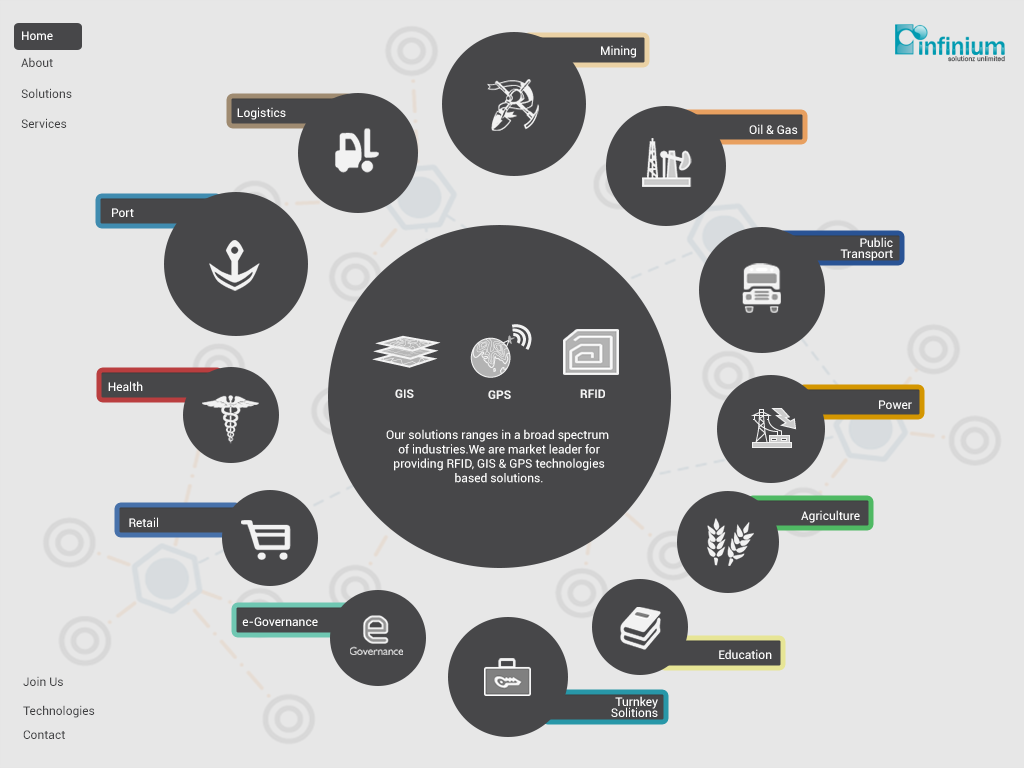 Home
About
Solutions
Services
infinium
solutionz unlimited
Mining
Logistics
Oil & Gas
Port
Public
Transport
GIS
GPS
RFID
Health
Power
Our solutions ranges in a broad spectrum
of industries.We are market leader for
providing RFID, GIS & GPS technologies
based solutions.
Retail
Agriculture
e-Governance
e
Governance
Education
Turnkey
Solitions
Join Us
Technologies
Contact